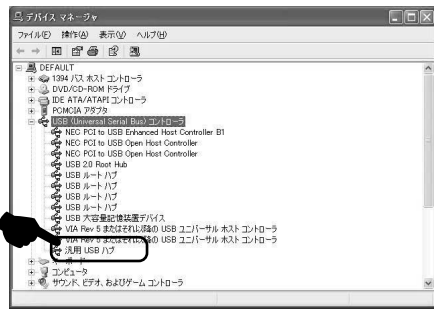 デバイス マネージャ
ファイル(F) 操作(A) 表示(V) ヘルプ(H)
DEFAULT
1394 バス ホスト コントローラ
DVD/CD-ROM ドライブ
IDE ATA/ATAPI コントローラ
PCMCIA アダプタ
USB (Universal Serial Bus) コントローラ
NEC PCI to USB Enhanced Host Controller B1
NEC PCI to USB Open Host Controller
NEC PCI to USB Open Host Controller
USB 2.0 Root Hub
USB ルート ハブ
USB ルート ハブ
USB ルート ハブ
USB ルート ハブ
USB 大容量記憶装置デバイス
VIA Rev 5 またはそれ以降の USB ユニバーサル ホスト コントローラ
VIA Rev 5 またはそれ以降の USB ユニバーサル ホスト コントローラ
汎用 USB ハブ
キーボード
コンピュータ
サウンド、ビデオ、およびゲーム コントローラ